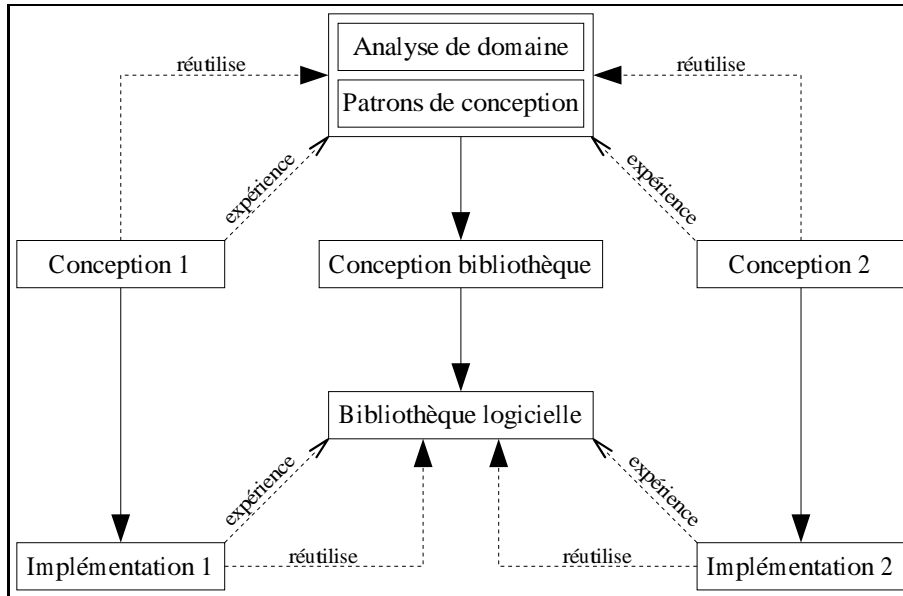 Analyse de domaine
réutilise
réutilise
Patrons de conception
expérience
expérience
Conception 1
Conception bibliothèque
Conception 2
Bibliothèque logicielle
expérience
expérience
réutilise
réutilise
Implémentation 1
Implémentation 2